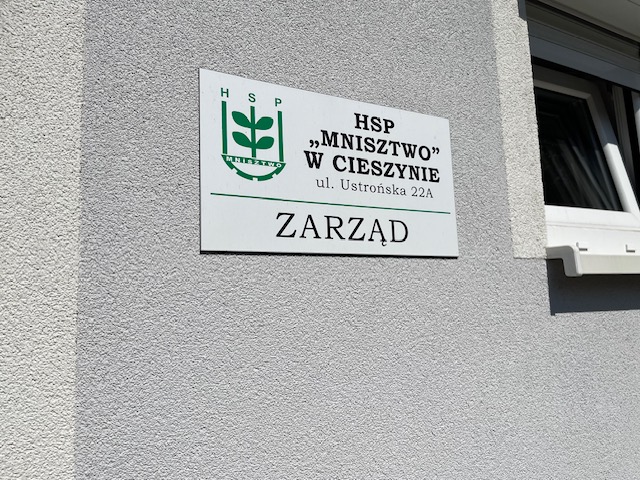 H S P
MNISZTWO
HSP
„MNISZTWO”
W CIESZYNIE
ul. Ustrońska 22A
ZARZĄD